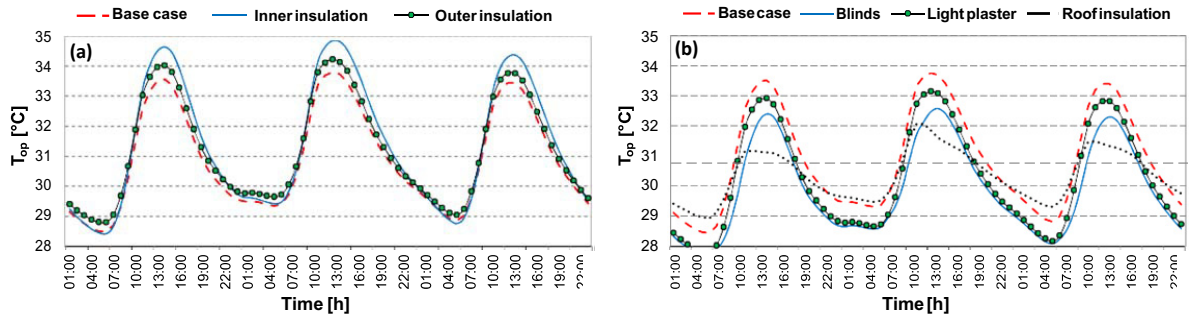 Base case Inner insulation Outer insulation
(a)
T_op [°C]
35
34
33
32
31
30
29
28
01:00 04:00 07:00 10:00 13:00 16:00 19:00 22:00 01:00 04:00 07:00 10:00 13:00 16:00 19:00 22:00 01:00 04:00 07:00 10:00 13:00 16:00 19:00 22:00
Time [h]
Base case Blinds Light plaster Roof insulation
(b)
T_op [°C]
35
34
33
32
31
30
29
28
01:00 04:00 07:00 10:00 13:00 16:00 19:00 22:00 01:00 04:00 07:00 10:00 13:00 16:00 19:00 22:00 01:00 04:00 07:00 10:00 13:00 16:00 19:00 22:00
Time [h]